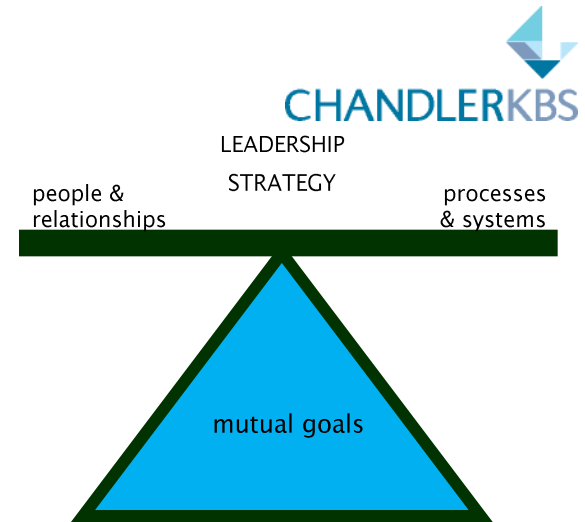 CHANDLERKBS
LEADERSHIP
STRATEGY
people &
relationships
processes
& systems
mutual goals